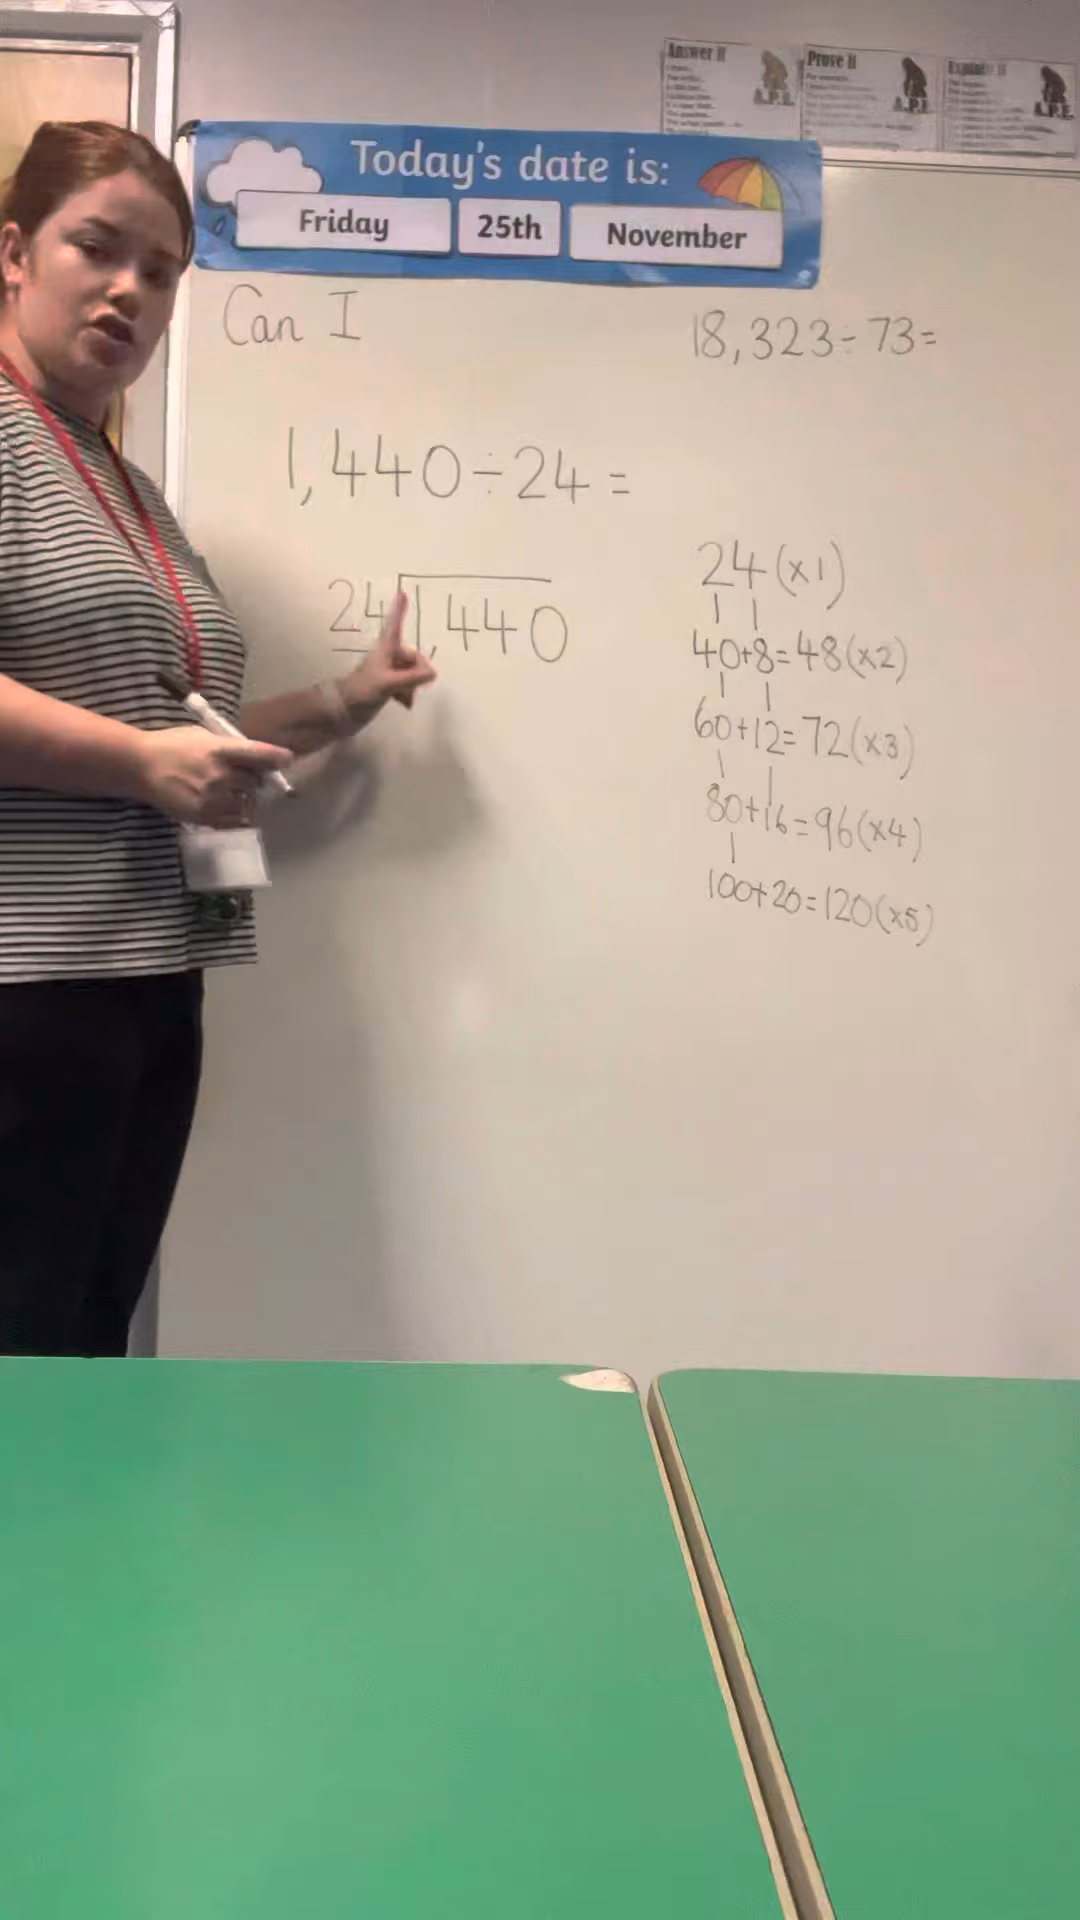 Answer it
Prove it
Explain it
A.P.E.
A.P.E.
A.P.E.
Today's date is:
Friday 25th November
Can I
18,323÷73=
1,440÷24=
24 1,440
24(x1)
40+8=48(x2)
60+12=72(x3)
80+16=96(x4)
100+20=120(x5)